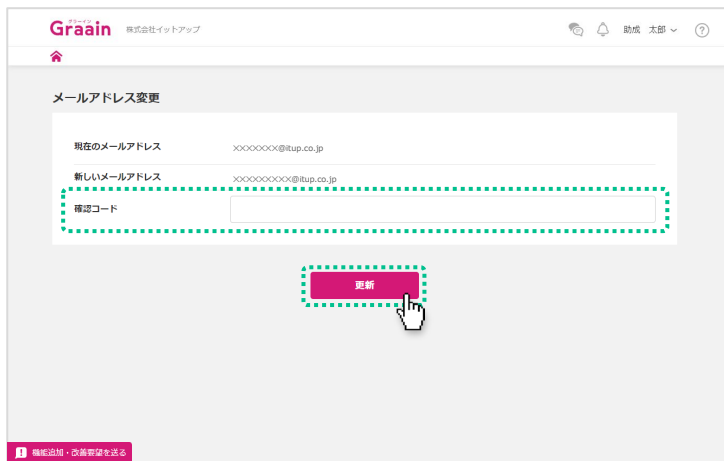 グラーイン
Graain 株式会社イットアップ 助成 太郎 ?
メールアドレス変更
現在のメールアドレス ×××××××@itup.co.jp
新しいメールアドレス ×××××××××@itup.co.jp
確認コード
更新
! 機能追加・改善要望を送る